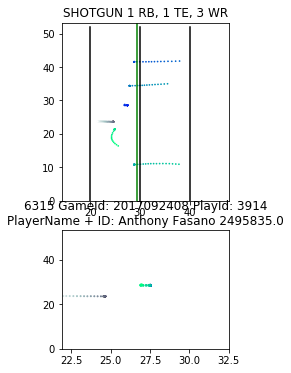 SHOTGUN 1 RB, 1 TE, 3 WR
50
40
30
20
10
0
20 30 40
6315 GameId: 2017092408 PlayId: 3914
PlayerName + ID: Anthony Fasano 2495835.0
40
20
0
22.5 25.0 27.5 30.0 32.5